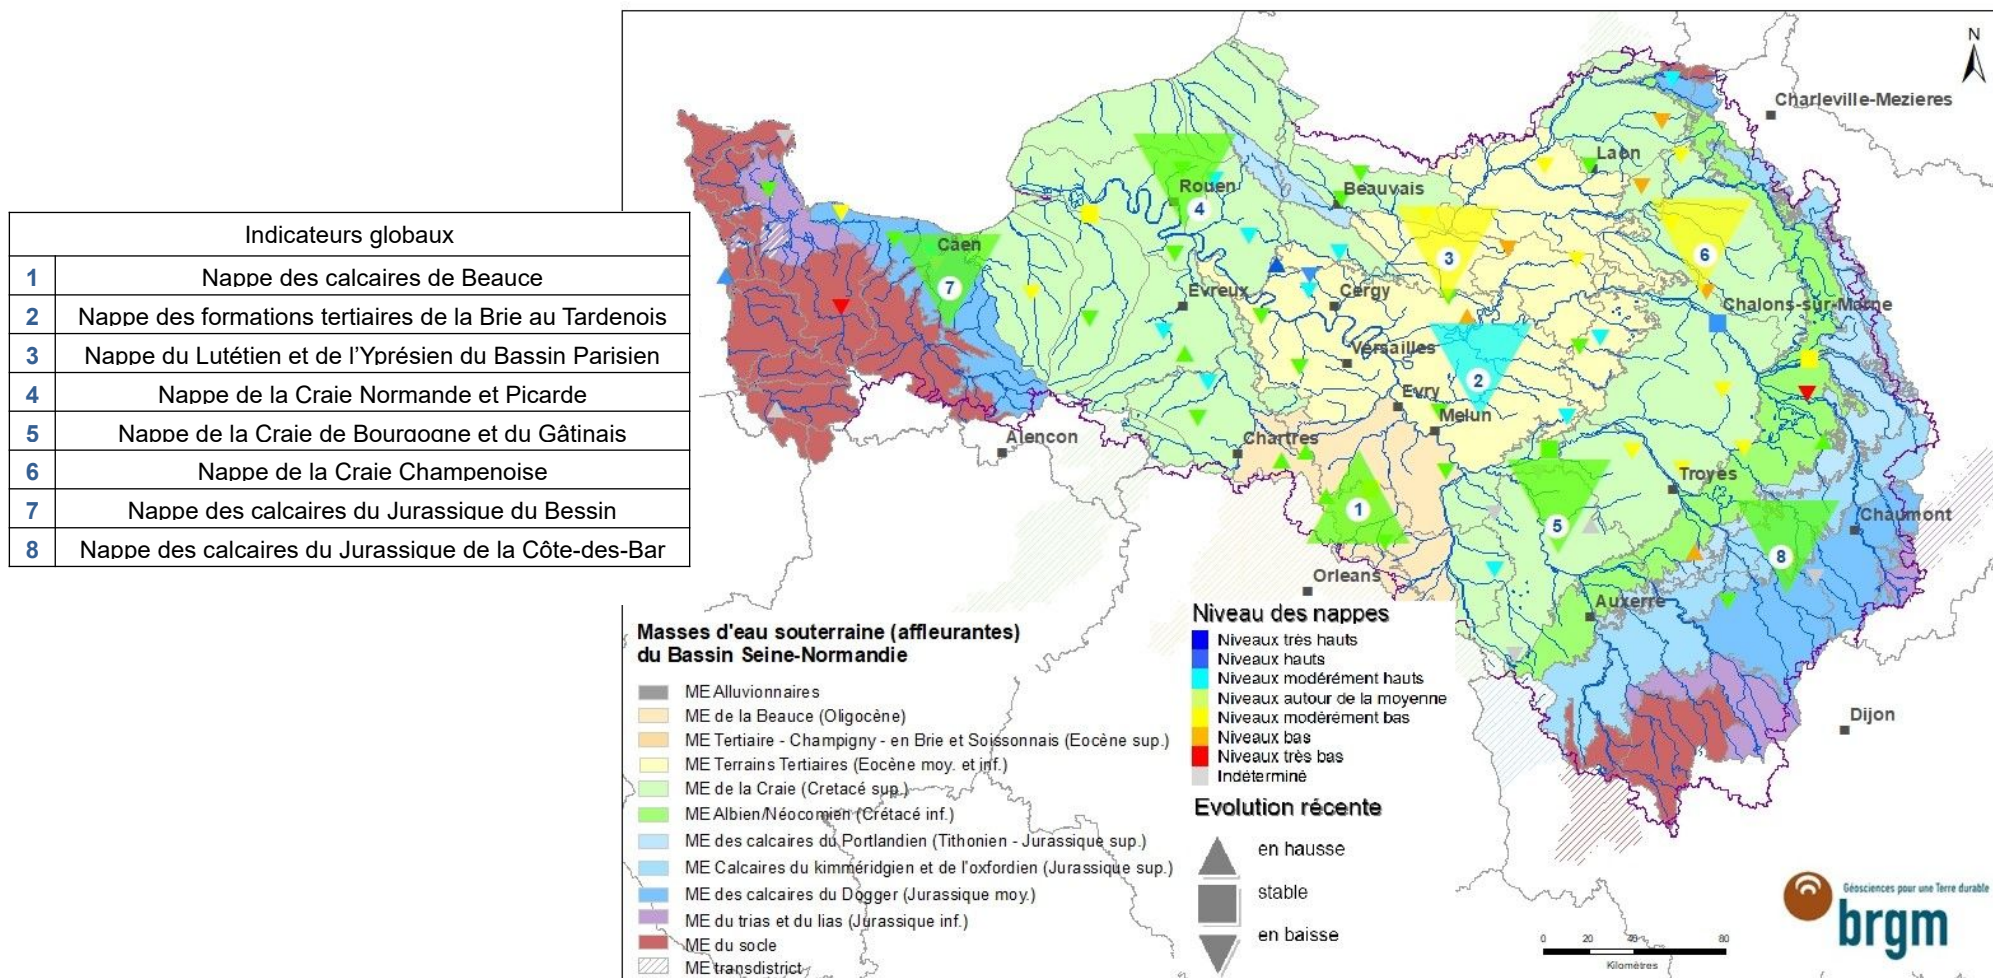 Indicateurs globaux
1 Nappe des calcaires de Beauce
2 Nappe des formations tertiaires de la Brie au Tardenois
3 Nappe du Lutétien et de l'Yprésien du Bassin Parisien
4 Nappe de la Craie Normande et Picarde
5 Nappe de la Craie de Bourgogne et du Gâtinais
6 Nappe de la Craie Champenoise
7 Nappe des calcaires du Jurassique du Bessin
8 Nappe des calcaires du Jurassique de la Côte-des-Bar
N
Charleville-Mezieres
Laon
Rouen
4
Beauvais
Caen
7
3
6
Evreux
Cergy
Chalons-sur-Marne
Versailles
2
Evry
Melun
Alencon
Chartres
Troyes
1
5
Chaumont
8
Orleans
Auxerre
Dijon
Masses d'eau souterraine (affleurantes)
du Bassin Seine-Normandie
ME Alluvionnaires
ME de la Beauce (Oligocène)
ME Tertiaire - Champigny - en Brie et Soissonnais (Eocène sup.)
ME Terrains Tertiaires (Eocène moy. et inf.)
ME de la Craie (Cretacé sup.)
ME Albien/Néocomien (Crétacé inf.)
ME des calcaires du Portlandien (Tithonien - Jurassique sup.)
ME Calcaires du kimméridgien et de l'oxfordien (Jurassique sup.)
ME des calcaires du Dogger (Jurassique moy.)
ME du trias et du lias (Jurassique inf.)
ME du socle
ME transdistrict
Niveau des nappes
Niveaux très hauts
Niveaux hauts
Niveaux modérément hauts
Niveaux autour de la moyenne
Niveaux modérément bas
Niveaux bas
Niveaux très bas
Indéterminé
Evolution récente
en hausse
stable
en baisse
0 20 40 80
Kilomètres
Géosciences pour une Terre durable
brgm